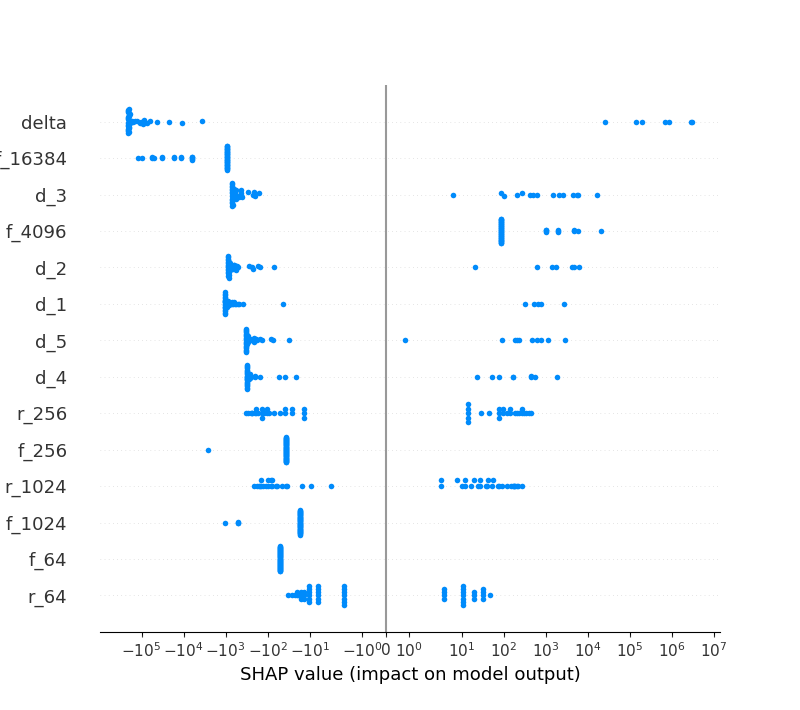 delta
f_16384
d_3
f_4096
d_2
d_1
d_5
d_4
r_256
f_256
r_1024
f_1024
f_64
r_64
−10⁵ −10⁴ −10³ −10² −10¹ −10⁰ 0 10⁰ 10¹ 10² 10³ 10⁴ 10⁵ 10⁶ 10⁷
SHAP value (impact on model output)